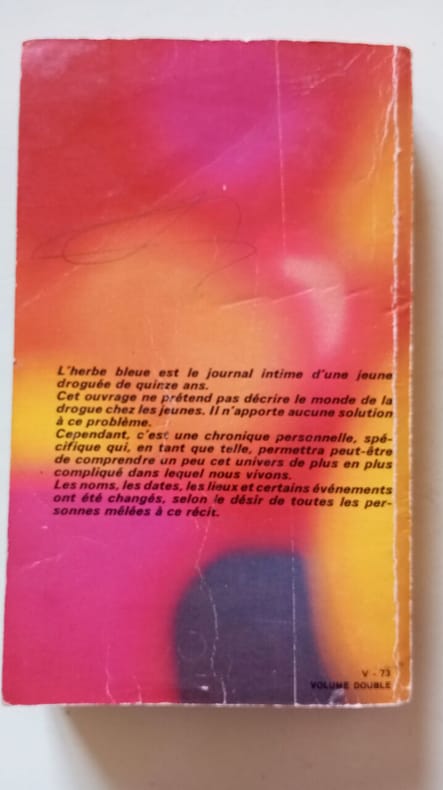 L'herbe bleue est le journal intime d'une jeune
droguée de quinze ans.
Cet ouvrage ne prétend pas décrire le monde de la
drogue chez les jeunes. Il n'apporte aucune solution
à ce problème.
Cependant, c'est une chronique personnelle, spé-
cifique qui, en tant que telle, permettra peut-être
de comprendre un peu cet univers de plus en plus
compliqué dans lequel nous vivons.
Les noms, les dates, les lieux et certains événements
ont été changés, selon le désir de toutes les per-
sonnes mêlées à ce récit.
V - 73
VOLUME DOUBLE